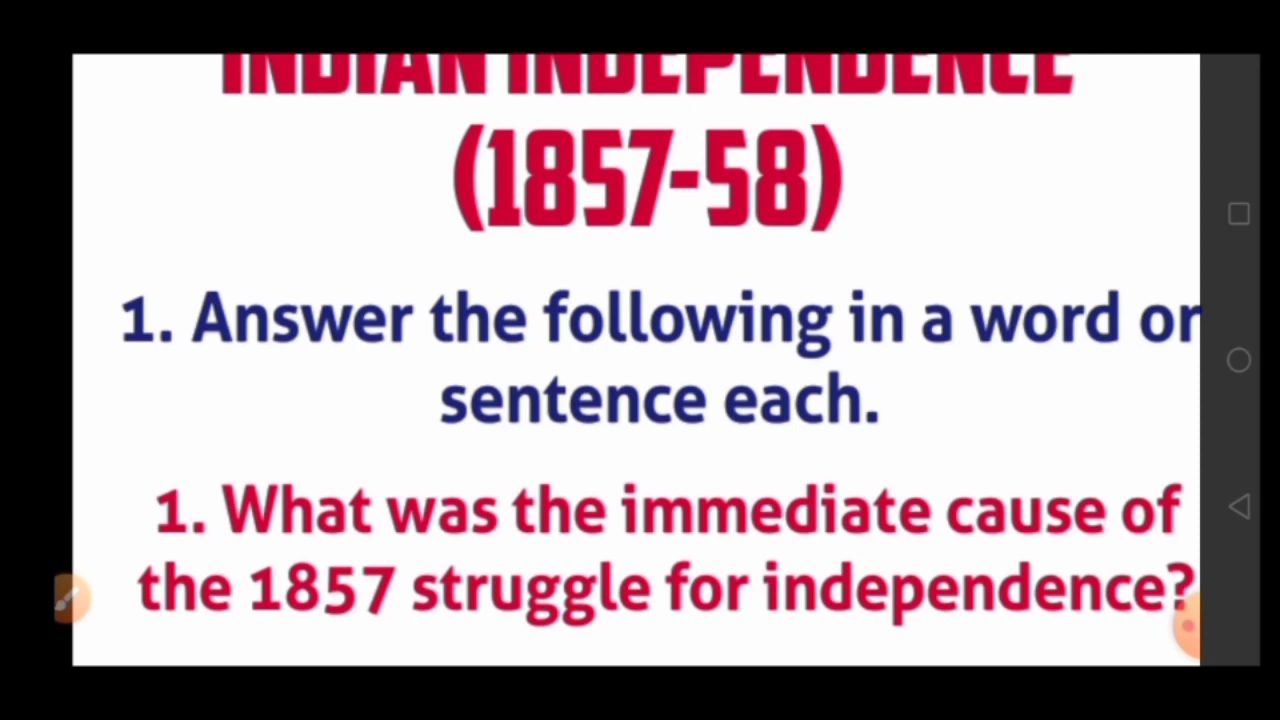 INDIAN INDEPENDENCE
(1857-58)
1. Answer the following in a word or
sentence each.
1. What was the immediate cause of
the 1857 struggle for independence?